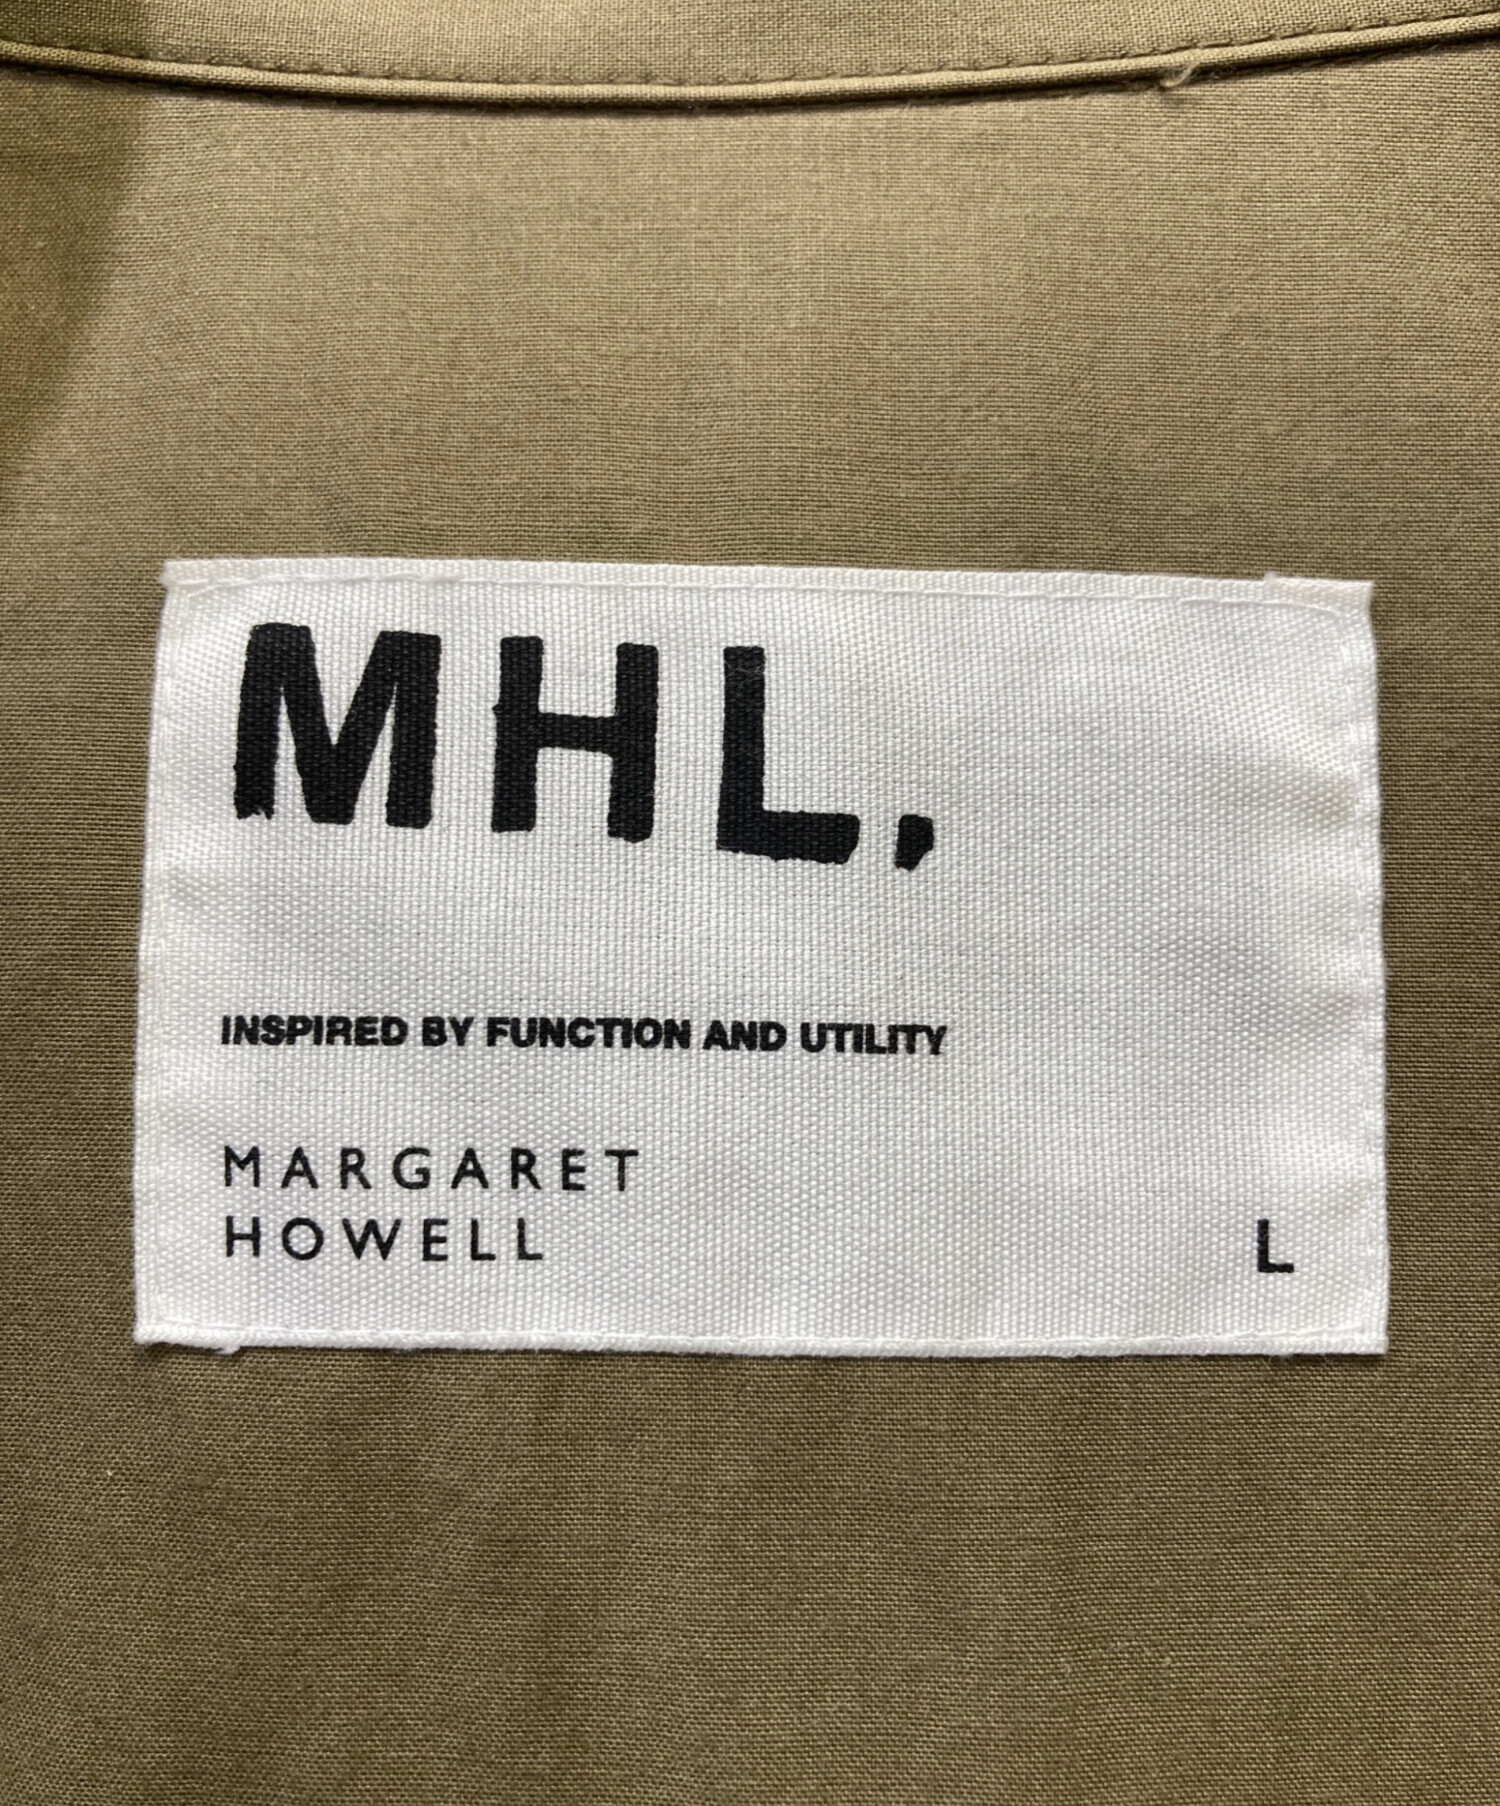 MHL.
INSPIRED BY FUNCTION AND UTILITY
MARGARET
HOWELL
L